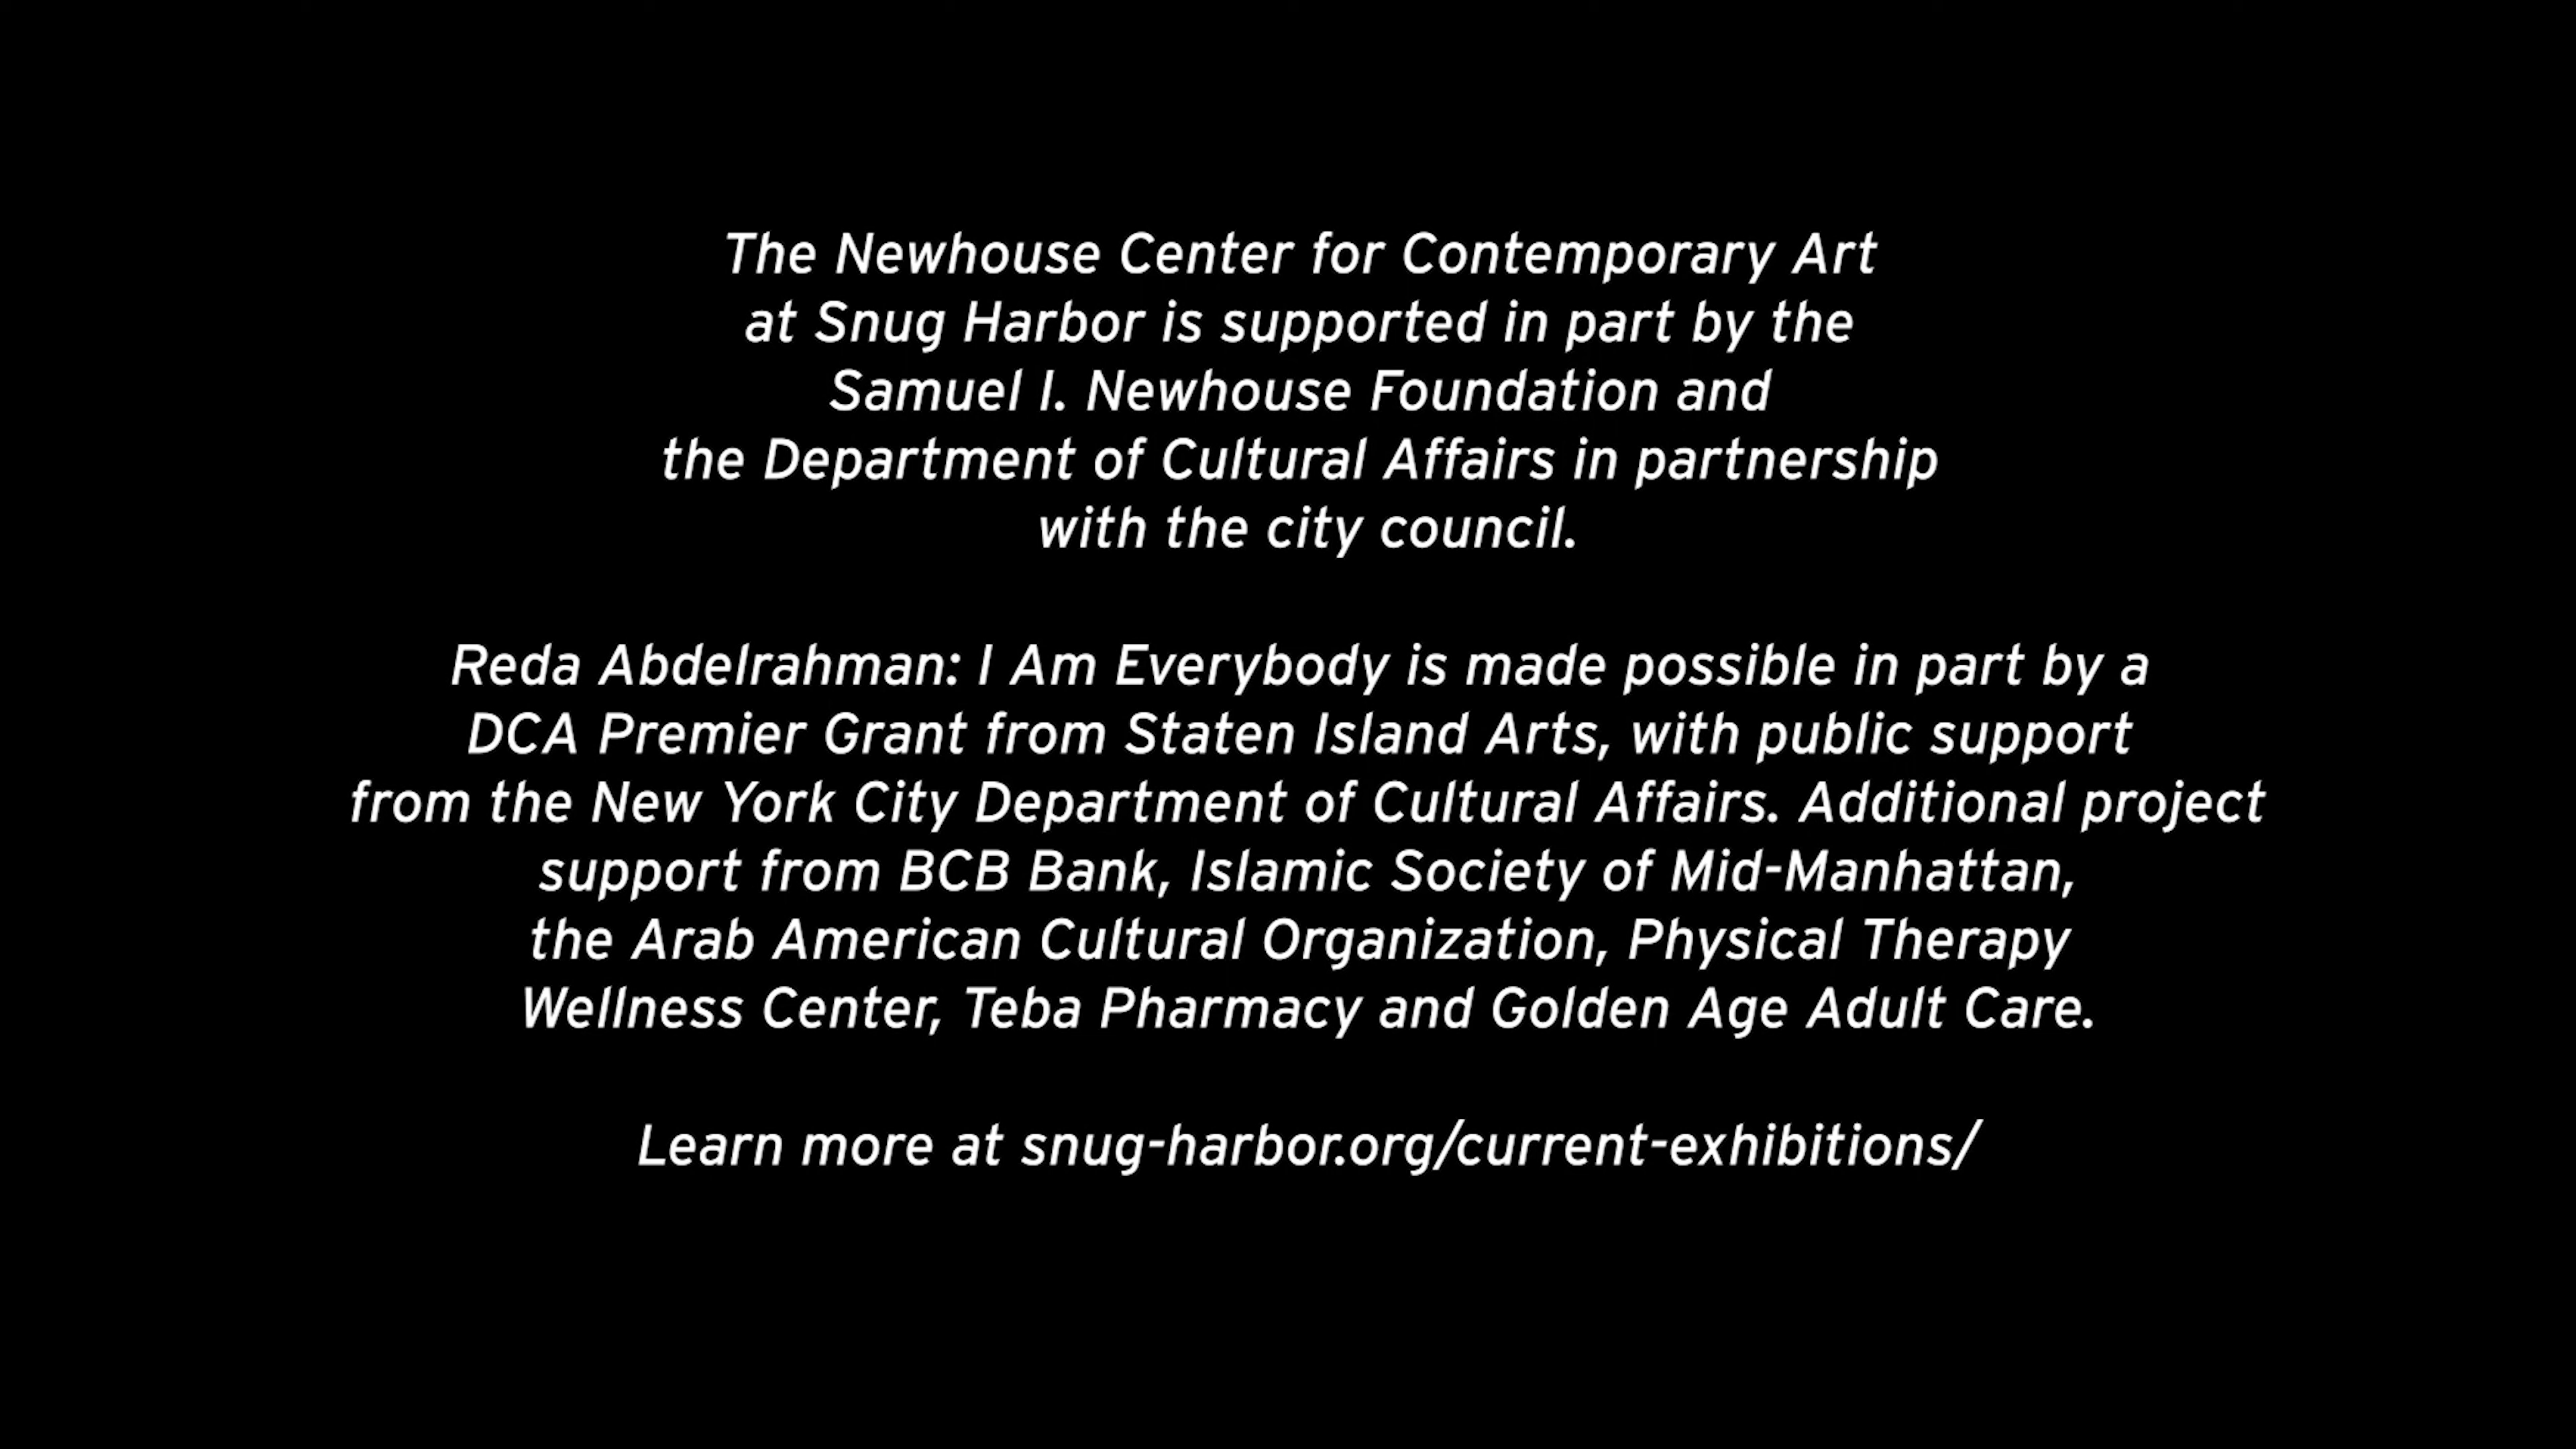 The Newhouse Center for Contemporary Art
at Snug Harbor is supported in part by the
Samuel I. Newhouse Foundation and
the Department of Cultural Affairs in partnership
with the city council.
Reda Abdelrahman: I Am Everybody is made possible in part by a
DCA Premier Grant from Staten Island Arts, with public support
from the New York City Department of Cultural Affairs. Additional project
support from BCB Bank, Islamic Society of Mid-Manhattan,
the Arab American Cultural Organization, Physical Therapy
Wellness Center, Teba Pharmacy and Golden Age Adult Care.
Learn more at snug-harbor.org/current-exhibitions/